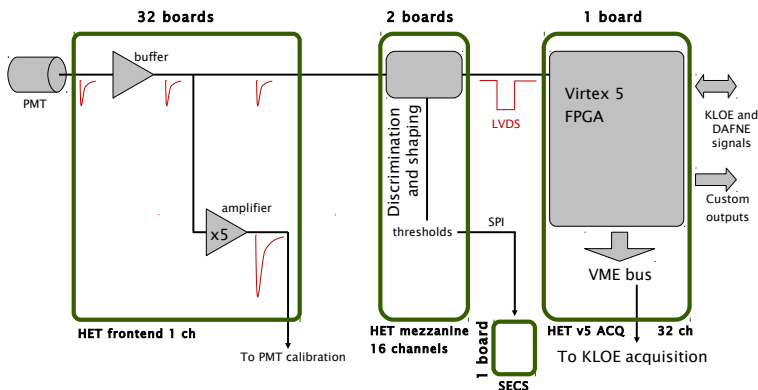 32 boards
2 boards
1 board
buffer
PMT
LVDS
Virtex 5
FPGA
KLOE and
DAFNE
signals
Discrimination
and shaping
amplifier
x5
Custom
outputs
thresholds
SPI
VME bus
HET frontend 1 ch
HET mezzanine
16 channels
HET v5 ACQ
32 ch
1 board
To PMT calibration
To KLOE acquisition
SECS